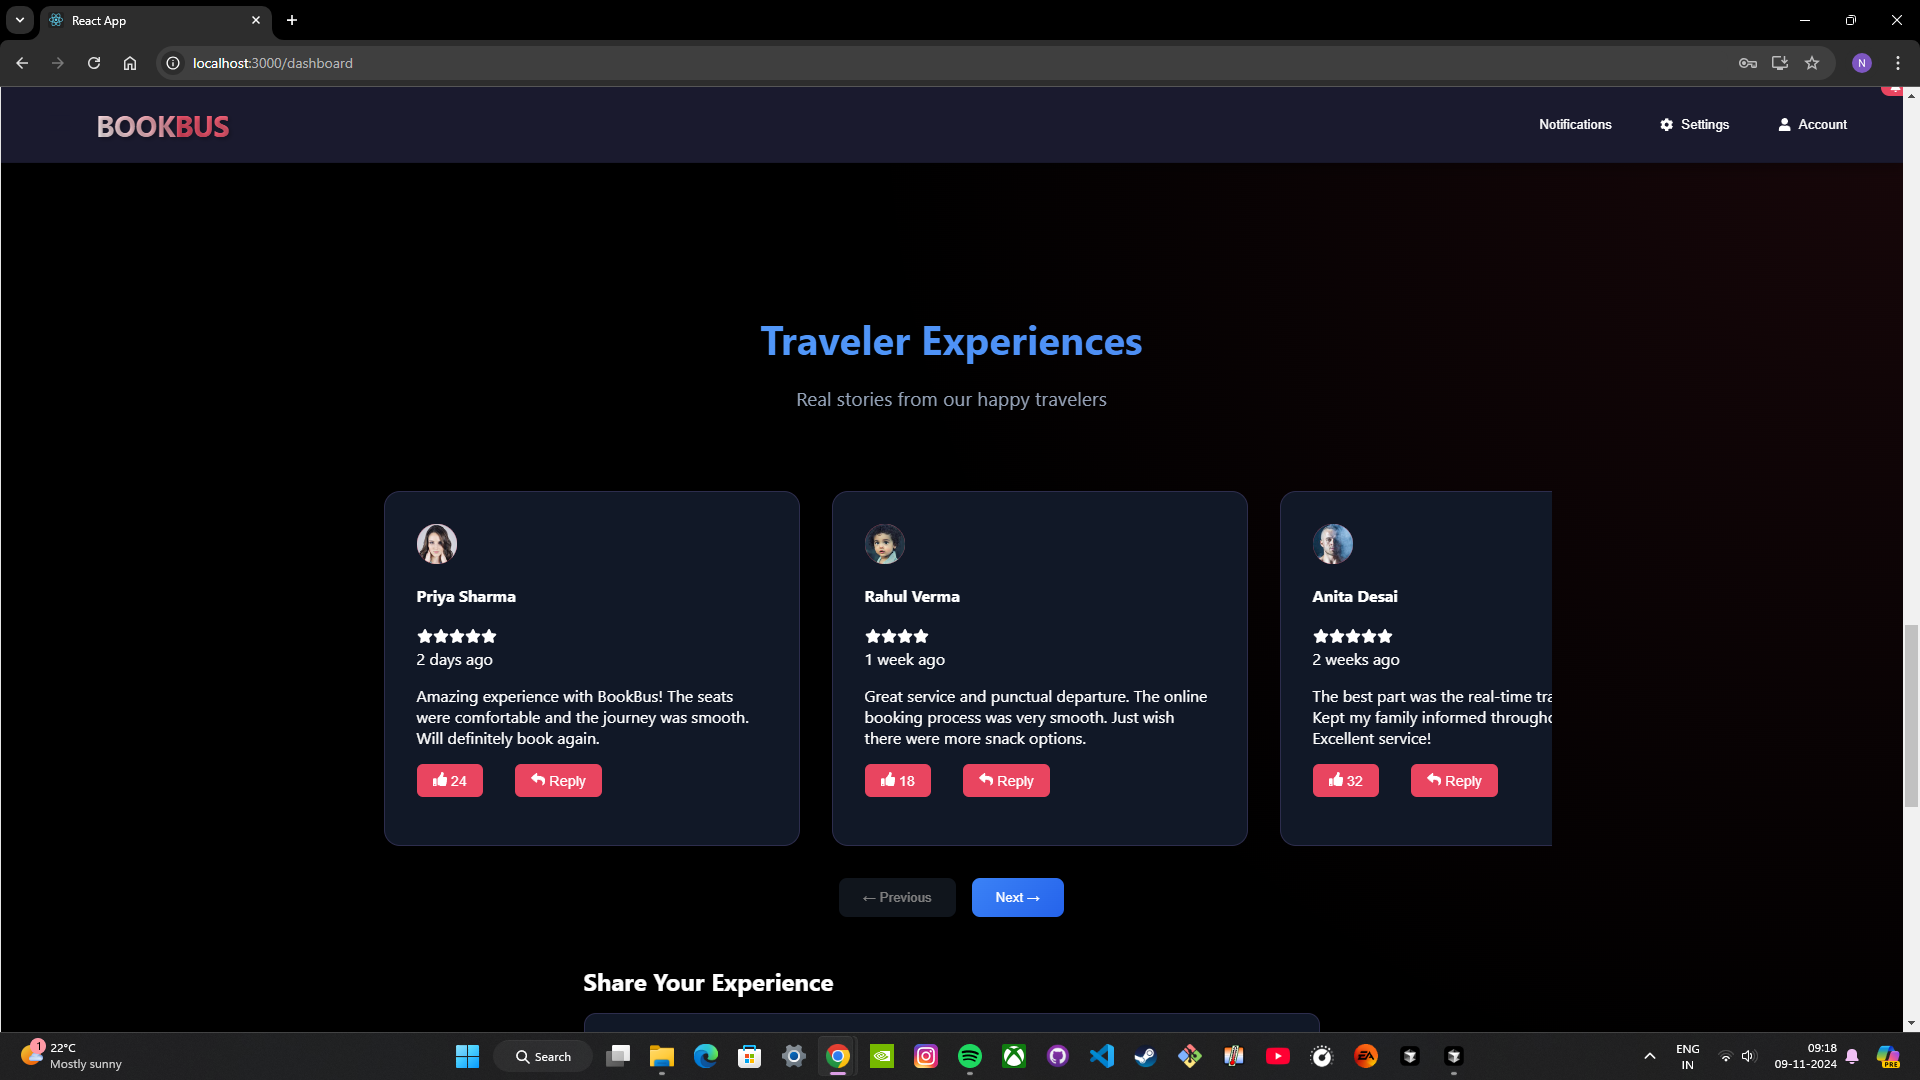 React App
localhost:3000/dashboard
N
BOOKBUS
Notifications
Settings
Account
Traveler Experiences
Real stories from our happy travelers
Priya Sharma
2 days ago
Amazing experience with BookBus! The seats
were comfortable and the journey was smooth.
Will definitely book again.
24
Reply
Rahul Verma
1 week ago
Great service and punctual departure. The online
booking process was very smooth. Just wish
there were more snack options.
18
Reply
Anita Desai
2 weeks ago
The best part was the real-time
Kept my family informed
Excellent service!
32
Reply
← Previous
Next →
Share Your Experience
1
22°C
Mostly sunny
Search
EA
PRE
ENG
IN
09:18
09-11-2024